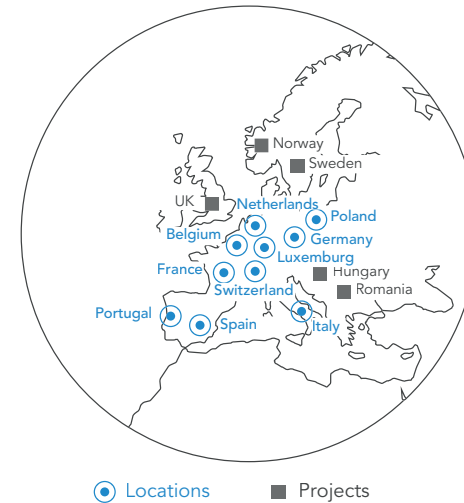 Norway
Sweden
UK
Netherlands
Poland
Belgium
Germany
Luxemburg
France
Hungary
Switzerland
Romania
Portugal
Spain
Italy
Locations
Projects